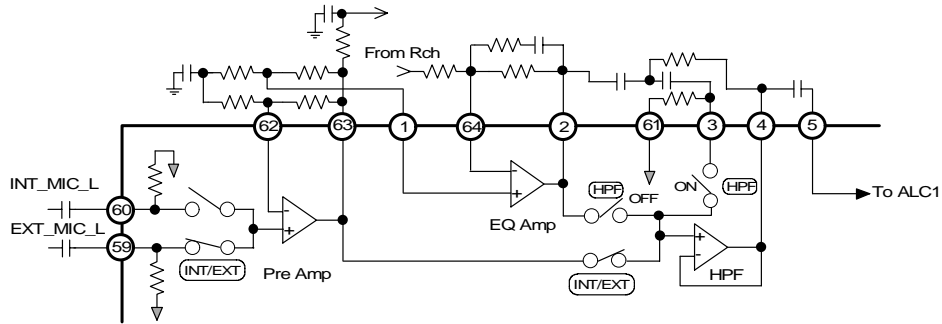 From Rch
62
63
1
64
2
61
3
4
5
INT_MIC_L
60
EXT_MIC_L
59
-
+
INT/EXT
Pre Amp
-
+
EQ Amp
HPF
OFF
ON
HPF
To ALC1
INT/EXT
+
-
HPF